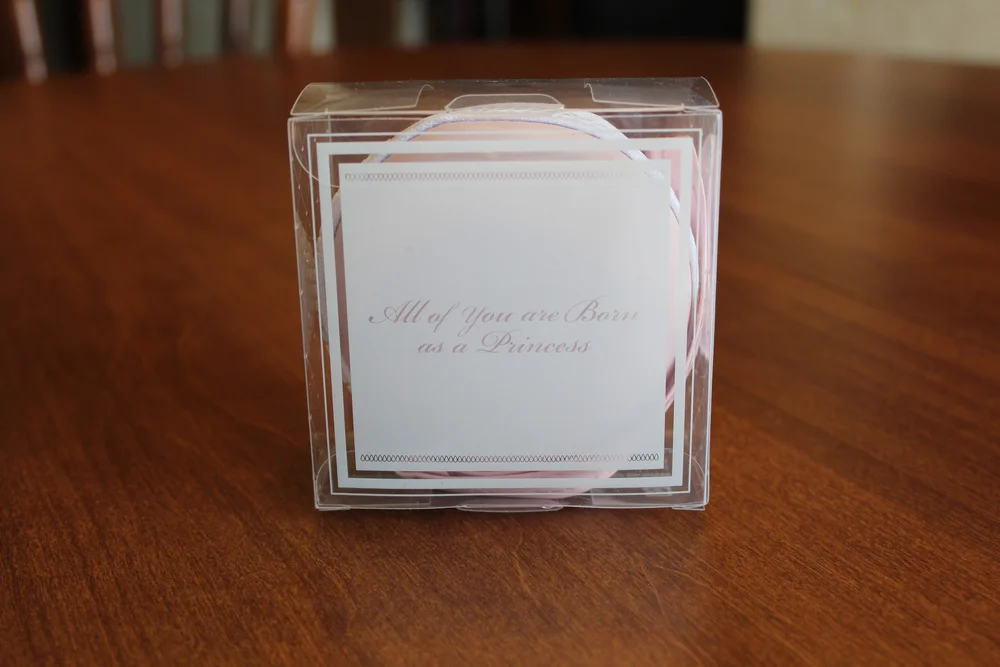 All of You are Born
as a Princess